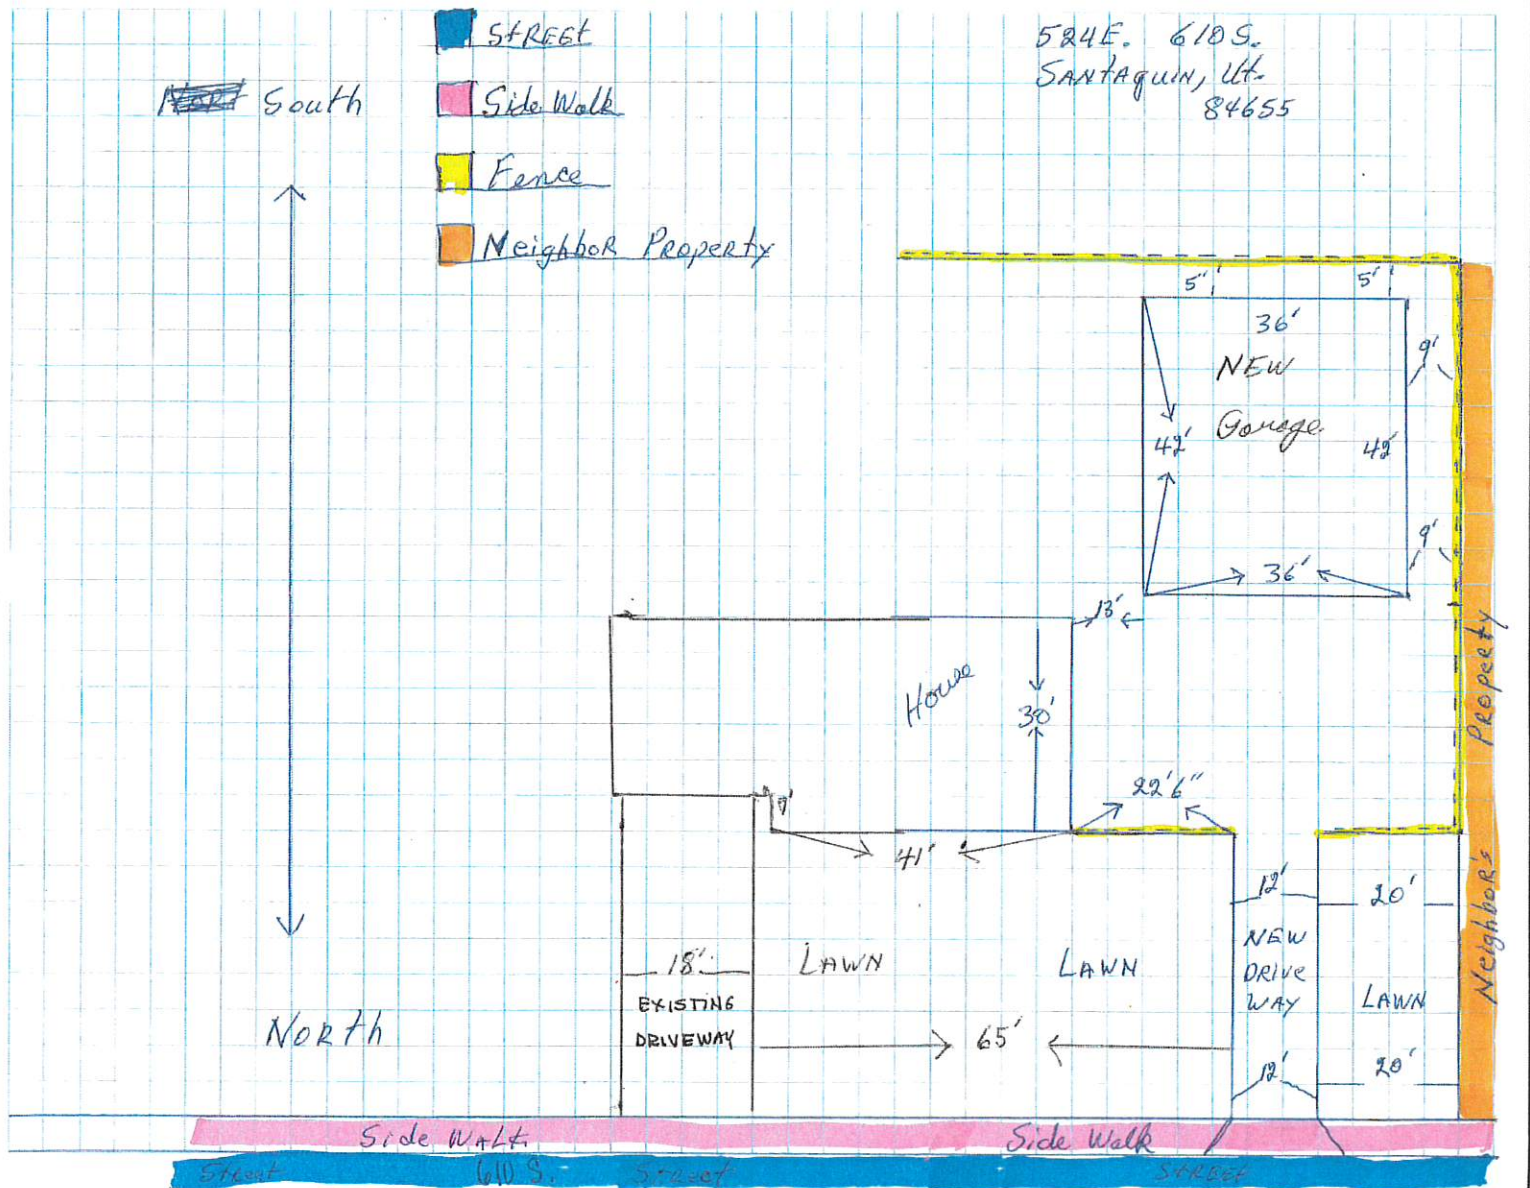 STREET
Side Walk
Fence
Neighbor Property
524E. 610 S.
SANTAQUIN, Ut.
84655
South
5'
5'
36'
NEW
Garage
9'
42'
42'
9'
36'
13'
House
30'
22'6"
7'
41'
12'
20'
18'
EXISTING
DRIVEWAY
LAWN
LAWN
NEW
DRIVE
WAY
LAWN
65'
12'
20'
North
Neighbor's Property
Side WALK
Side Walk
Street
610 S.
Street
STREET